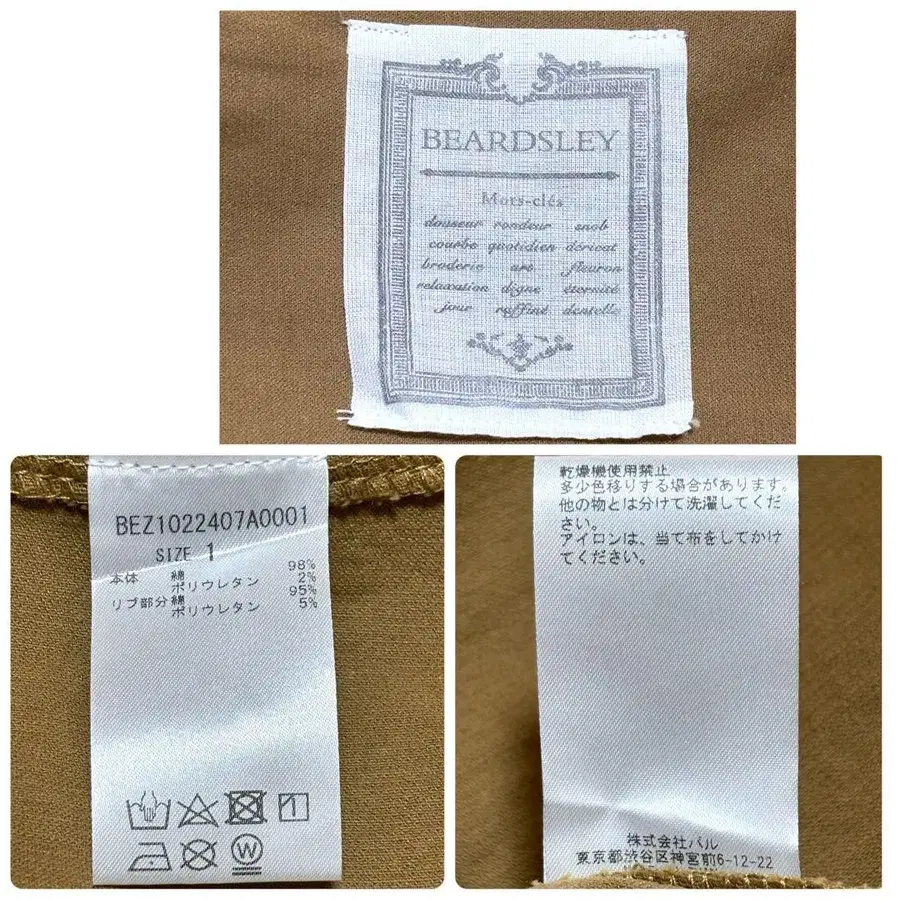 BEARDSLEY
Mots-clés
douseur rondeur snob
courbe quotidien déricat
broderie art fleuron
relaxation digne éternité
jour raffiné dentelle
BEZ1022407A0001
SIZE 1
本体 綿 98%
ポリウレタン 2%
リブ部分 綿 95%
ポリウレタン 5%
1
W
乾燥機使用禁止
多少色移りする場合があります。
他の物とは分けて洗濯してくだ
さい。
アイロンは、当て布をしてかけ
てください。
株式会社パル
東京都渋谷区神宮前6-12-22